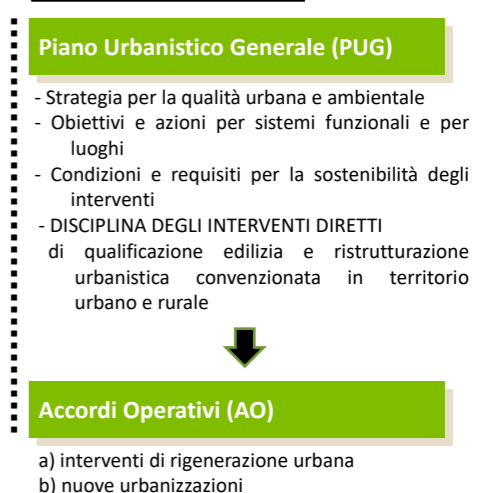 Piano Urbanistico Generale (PUG)
- Strategia per la qualità urbana e ambientale
- Obiettivi e azioni per sistemi funzionali e per
luoghi
- Condizioni e requisiti per la sostenibilità degli
interventi
- DISCIPLINA DEGLI INTERVENTI DIRETTI
di qualificazione edilizia e ristrutturazione
urbanistica convenzionata in territorio
urbano e rurale
Accordi Operativi (AO)
a) interventi di rigenerazione urbana
b) nuove urbanizzazioni